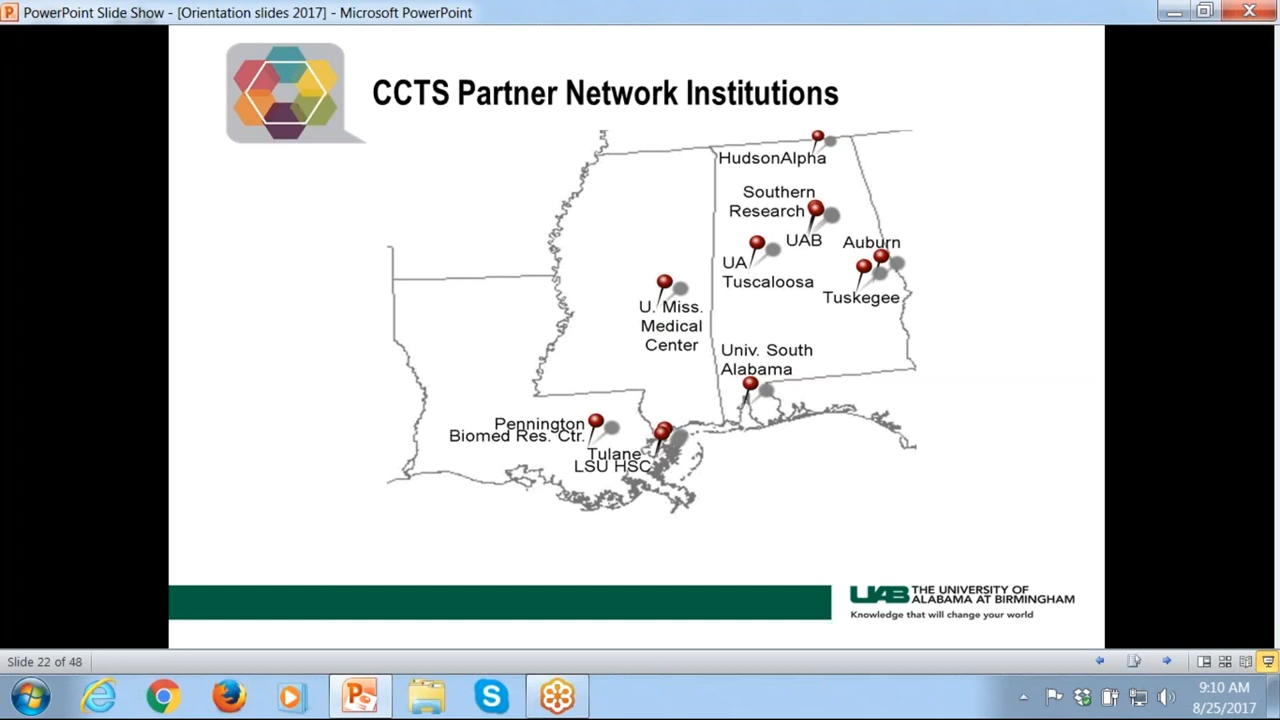 PowerPoint Slide Show - [Orientation slides 2017] - Microsoft PowerPoint
CCTS Partner Network Institutions
HudsonAlpha
Southern
Research
UAB
Auburn
UA
Tuscaloosa
Tuskegee
U. Miss.
Medical
Center
Univ. South
Alabama
Pennington
Biomed Res. Ctr.
Tulane
LSU HSC
UAB THE UNIVERSITY OF
ALABAMA AT BIRMINGHAM
Knowledge that will change your world
Slide 22 of 48
9:10 AM
8/25/2017